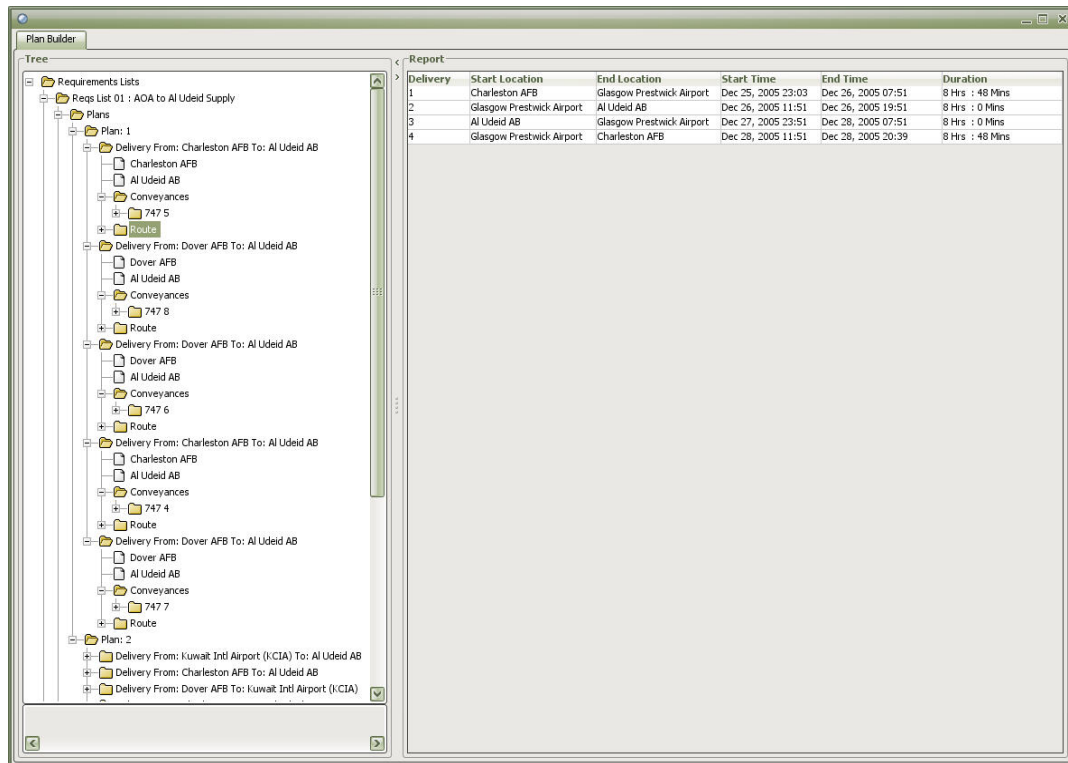 Plan Builder
Tree
Requirements Lists
Reqs List 01 : AOA to Al Udeid Supply
Plans
Plan: 1
Delivery From: Charleston AFB To: Al Udeid AB
Charleston AFB
Al Udeid AB
Conveyances
747 5
Route
Delivery From: Dover AFB To: Al Udeid AB
Dover AFB
Al Udeid AB
Conveyances
747 8
Route
Delivery From: Dover AFB To: Al Udeid AB
Dover AFB
Al Udeid AB
Conveyances
747 6
Route
Delivery From: Charleston AFB To: Al Udeid AB
Charleston AFB
Al Udeid AB
Conveyances
747 4
Route
Delivery From: Dover AFB To: Al Udeid AB
Dover AFB
Al Udeid AB
Conveyances
747 7
Route
Plan: 2
Delivery From: Kuwait Intl Airport (KCIA) To: Al Udeid AB
Delivery From: Charleston AFB To: Al Udeid AB
Delivery From: Dover AFB To: Kuwait Intl Airport (KCIA)
Report
Delivery Start Location End Location Start Time End Time Duration
1 Charleston AFB Glasgow Prestwick Airport Dec 25, 2005 23:03 Dec 26, 2005 07:51 8 Hrs : 48 Mins
2 Glasgow Prestwick Airport Al Udeid AB Dec 26, 2005 11:51 Dec 26, 2005 19:51 8 Hrs : 0 Mins
3 Al Udeid AB Glasgow Prestwick Airport Dec 27, 2005 23:51 Dec 28, 2005 07:51 8 Hrs : 0 Mins
4 Glasgow Prestwick Airport Charleston AFB Dec 28, 2005 11:51 Dec 28, 2005 20:39 8 Hrs : 48 Mins